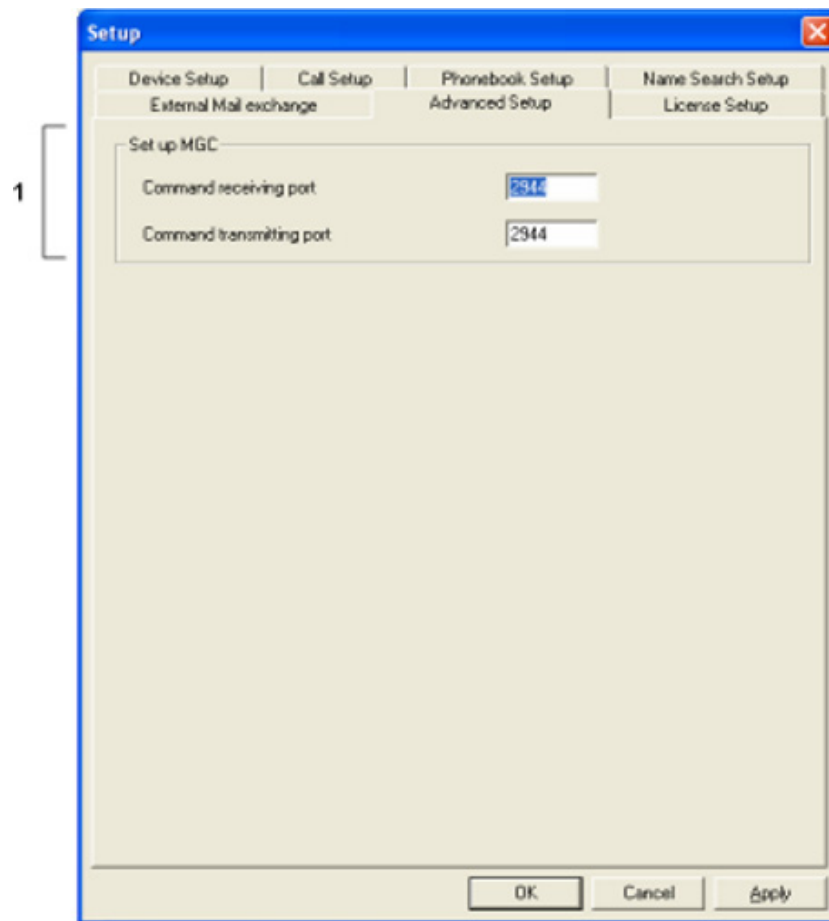 Setup
Device Setup Call Setup Phonebook Setup Name Search Setup
External Mail exchange Advanced Setup License Setup
Set up MGC
1
Command receiving port 2944
Command transmitting port 2944
OK Cancel Apply